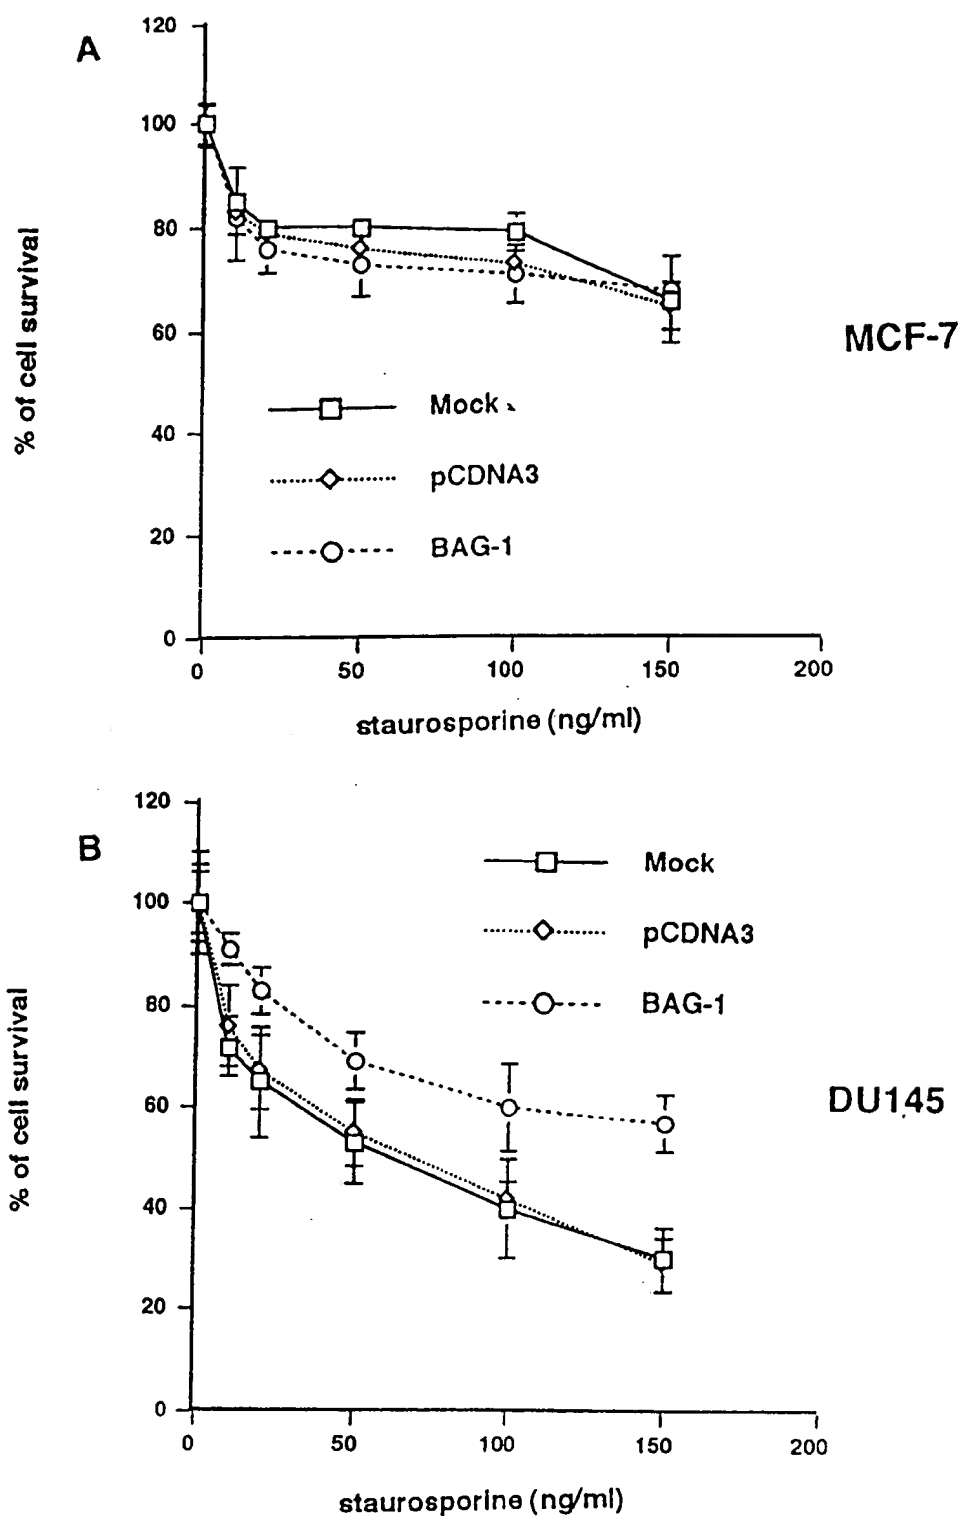 A
120
100
80
60
40
20
0
% of cell survival
Mock
pCDNA3
BAG-1
MCF-7
0 50 100 150 200
staurosporine (ng/ml)
B
120
100
80
60
40
20
0
% of cell survival
Mock
pCDNA3
BAG-1
DU145
0 50 100 150 200
staurosporine (ng/ml)